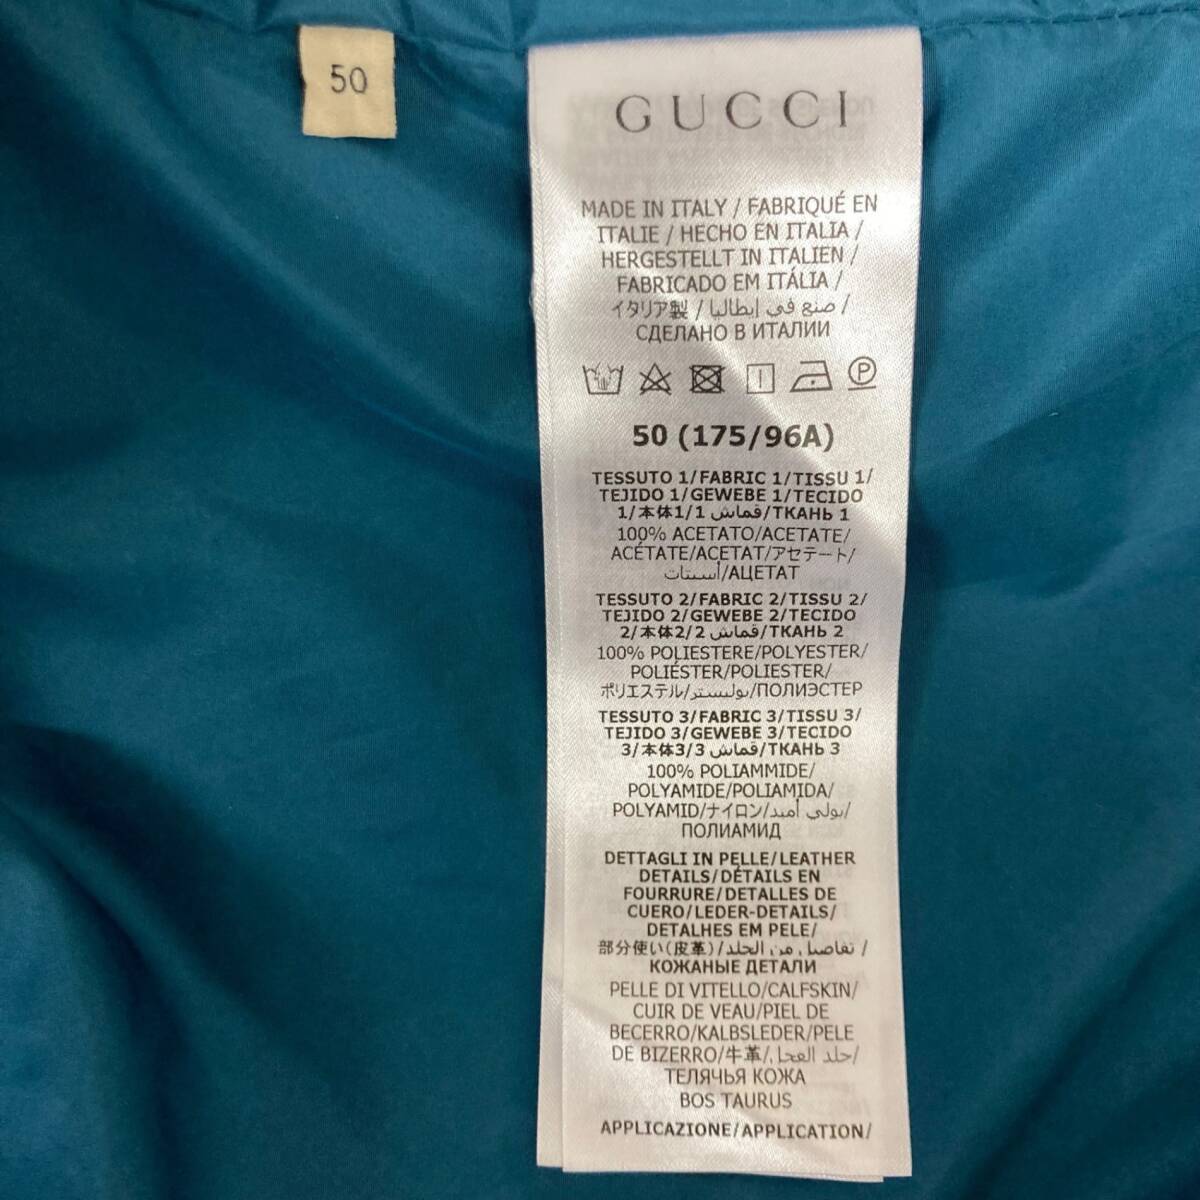 50
GUCCI
MADE IN ITALY / FABRIQUÉ EN
ITALIE / HECHO EN ITALIA /
HERGESTELLT IN ITALIEN /
FABRICADO EM ITÁLIA /
イタリア製 / صنع في إيطاليا /
СДЕЛАНО В ИТАЛИИ
P
50 (175/96A)
TESSUTO 1/FABRIC 1/TISSU 1/
TEJIDO 1/GEWEBE 1/TECIDO
1/本体1/قماش 1/ТКАНЬ 1
100% ACETATO/ACETATE/
ACÉTATE/ACETAT/アセテート/
أسيتات/АЦЕТАТ
TESSUTO 2/FABRIC 2/TISSU 2/
TEJIDO 2/GEWEBE 2/TECIDO
2/本体2/قماش 2/ТКАНЬ 2
100% POLIESTERE/POLYESTER/
POLIÉSTER/POLIESTER/
ポリエステル/بوليستر/ПОЛИЭСТЕР
TESSUTO 3/FABRIC 3/TISSU 3/
TEJIDO 3/GEWEBE 3/TECIDO
3/本体3/قماش 3/ТКАНЬ 3
100% POLIAMMIDE/
POLYAMIDE/POLIAMIDA/
POLYAMID/ナイロン/بولي أميد/
ПОЛИАМИД
DETTAGLI IN PELLE/LEATHER
DETAILS/DÉTAILS EN
FOURRURE/DETALLES DE
CUERO/LEDER-DETAILS/
DETALHES EM PELE/
部分使い(皮革)/تفاصيل من الجلد /
КОЖАНЫЕ ДЕТАЛИ
PELLE DI VITELLO/CALFSKIN/
CUIR DE VEAU/PIEL DE
BECERRO/KALBSLEDER/PELE
DE BIZERRO/牛革/جلد العجل/
ТЕЛЯЧЬЯ КОЖА
BOS TAURUS
APPLICAZIONE/APPLICATION/